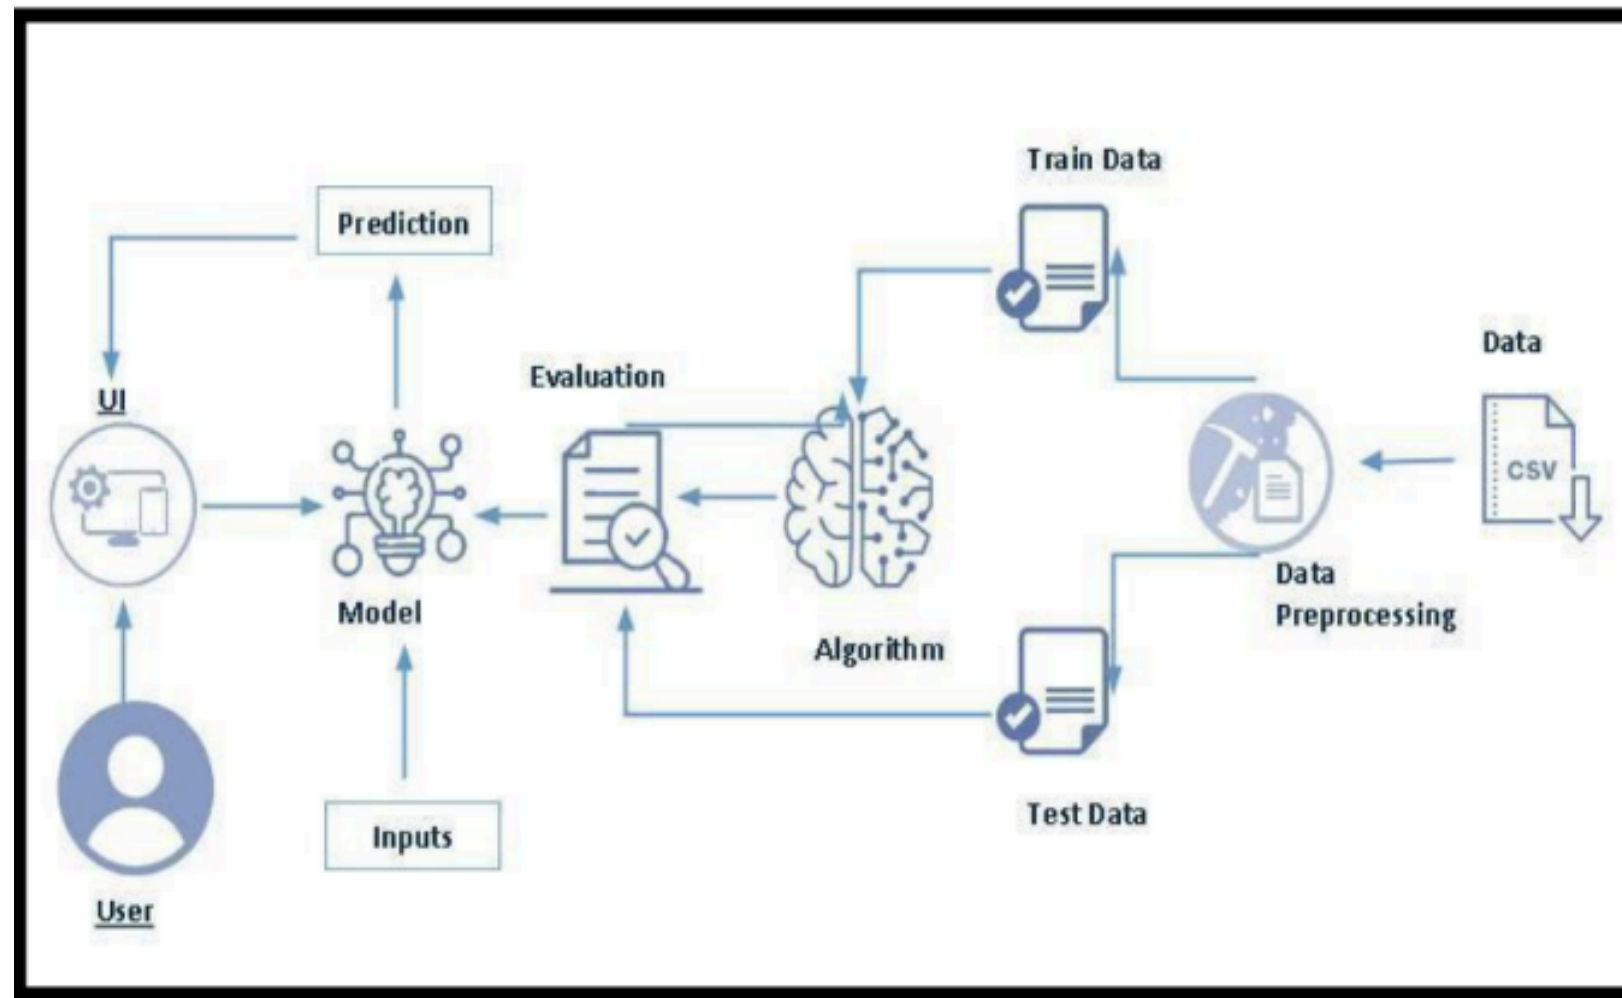 Train Data
Prediction
Data
Evaluation
UI
CSV
Data
Preprocessing
Model
Algorithm
Test Data
Inputs
User